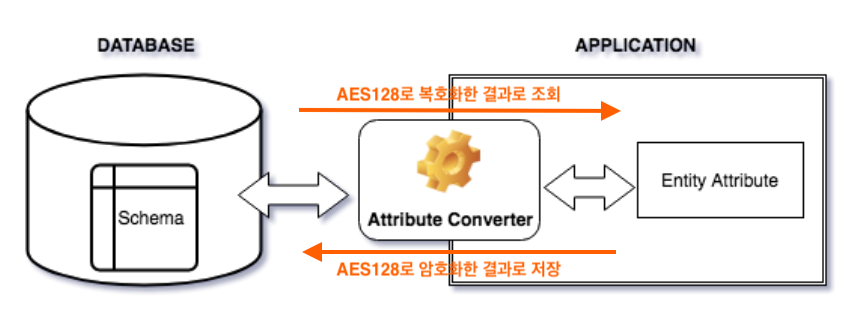 DATABASE
APPLICATION
AES128로 복호화한 결과로 조회
Schema
Attribute Converter
Entity Attribute
AES128로 암호화한 결과로 저장